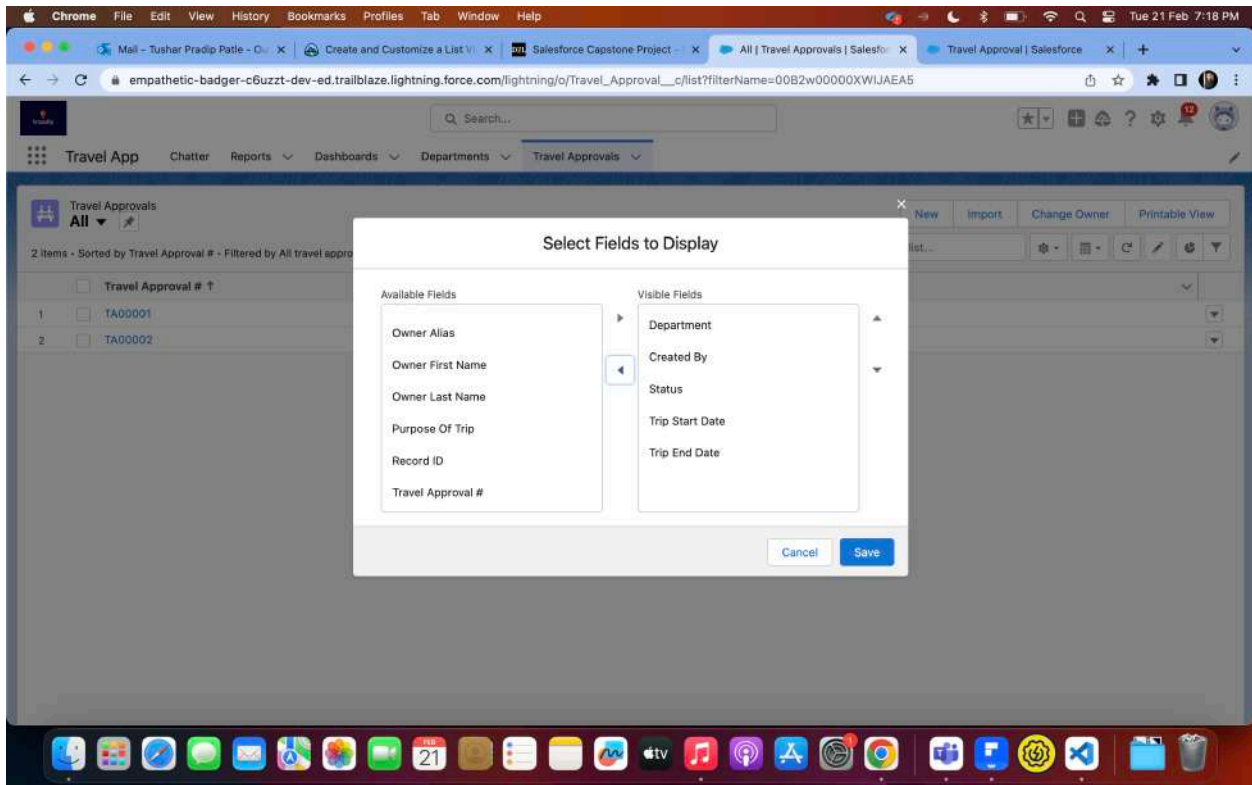 Chrome File Edit View History Bookmarks Profiles Tab Window Help Tue 21 Feb 7:18 PM
Mail - Tushar Pradip Patle - Ou Create and Customize a List Vi Salesforce Capstone Project - All | Travel Approvals | Salesfor Travel Approval | Salesforce
empathetic-badger-c6uzzt-dev-ed.trailblaze.lightning.force.com/lightning/o/Travel_Approval__c/list?filterName=00B2w00000XWIJAEA5
Search... 12
Travel App Chatter Reports Dashboards Departments Travel Approvals
Travel Approvals
All
New Import Change Owner Printable View
2 items - Sorted by Travel Approval # - Filtered by All travel appro
list...
Travel Approval # ↑
1 TA00001
2 TA00002
Select Fields to Display
Available Fields Visible Fields
Owner Alias Department
Owner First Name Created By
Owner Last Name Status
Purpose Of Trip Trip Start Date
Record ID Trip End Date
Travel Approval #
Cancel Save
FEB
21
tv